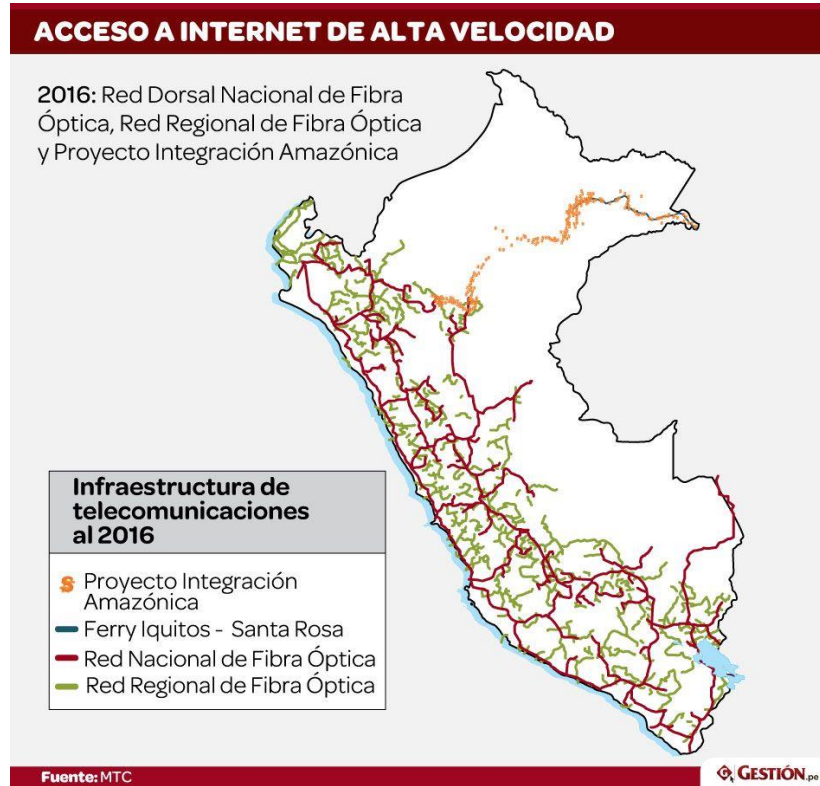 ACCESO A INTERNET DE ALTA VELOCIDAD
2016: Red Dorsal Nacional de Fibra
Óptica, Red Regional de Fibra Óptica
y Proyecto Integración Amazónica
Infraestructura de
telecomunicaciones
al 2016
Proyecto Integración
Amazónica
Ferry Iquitos - Santa Rosa
Red Nacional de Fibra Óptica
Red Regional de Fibra Óptica
Fuente: MTC
GESTIÓN.pe